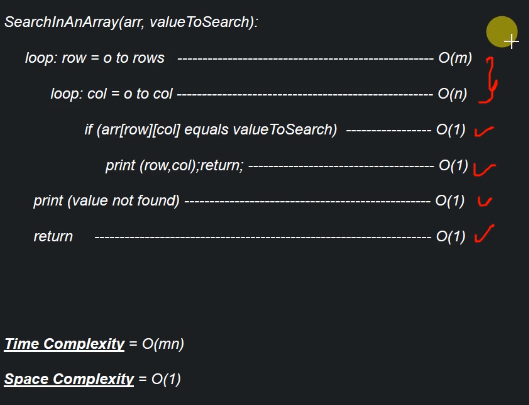 SearchInAnArray(arr, valueToSearch):
loop: row = o to rows ------------------------------------------------ O(m)
loop: col = o to col ------------------------------------------------ O(n)
if (arr[row][col] equals valueToSearch) ---------------- O(1)
print (row,col);return; ----------------------------------- O(1)
print (value not found) ---------------------------------------------- O(1)
return --------------------------------------------------------------- O(1)
Time Complexity = O(mn)
Space Complexity = O(1)